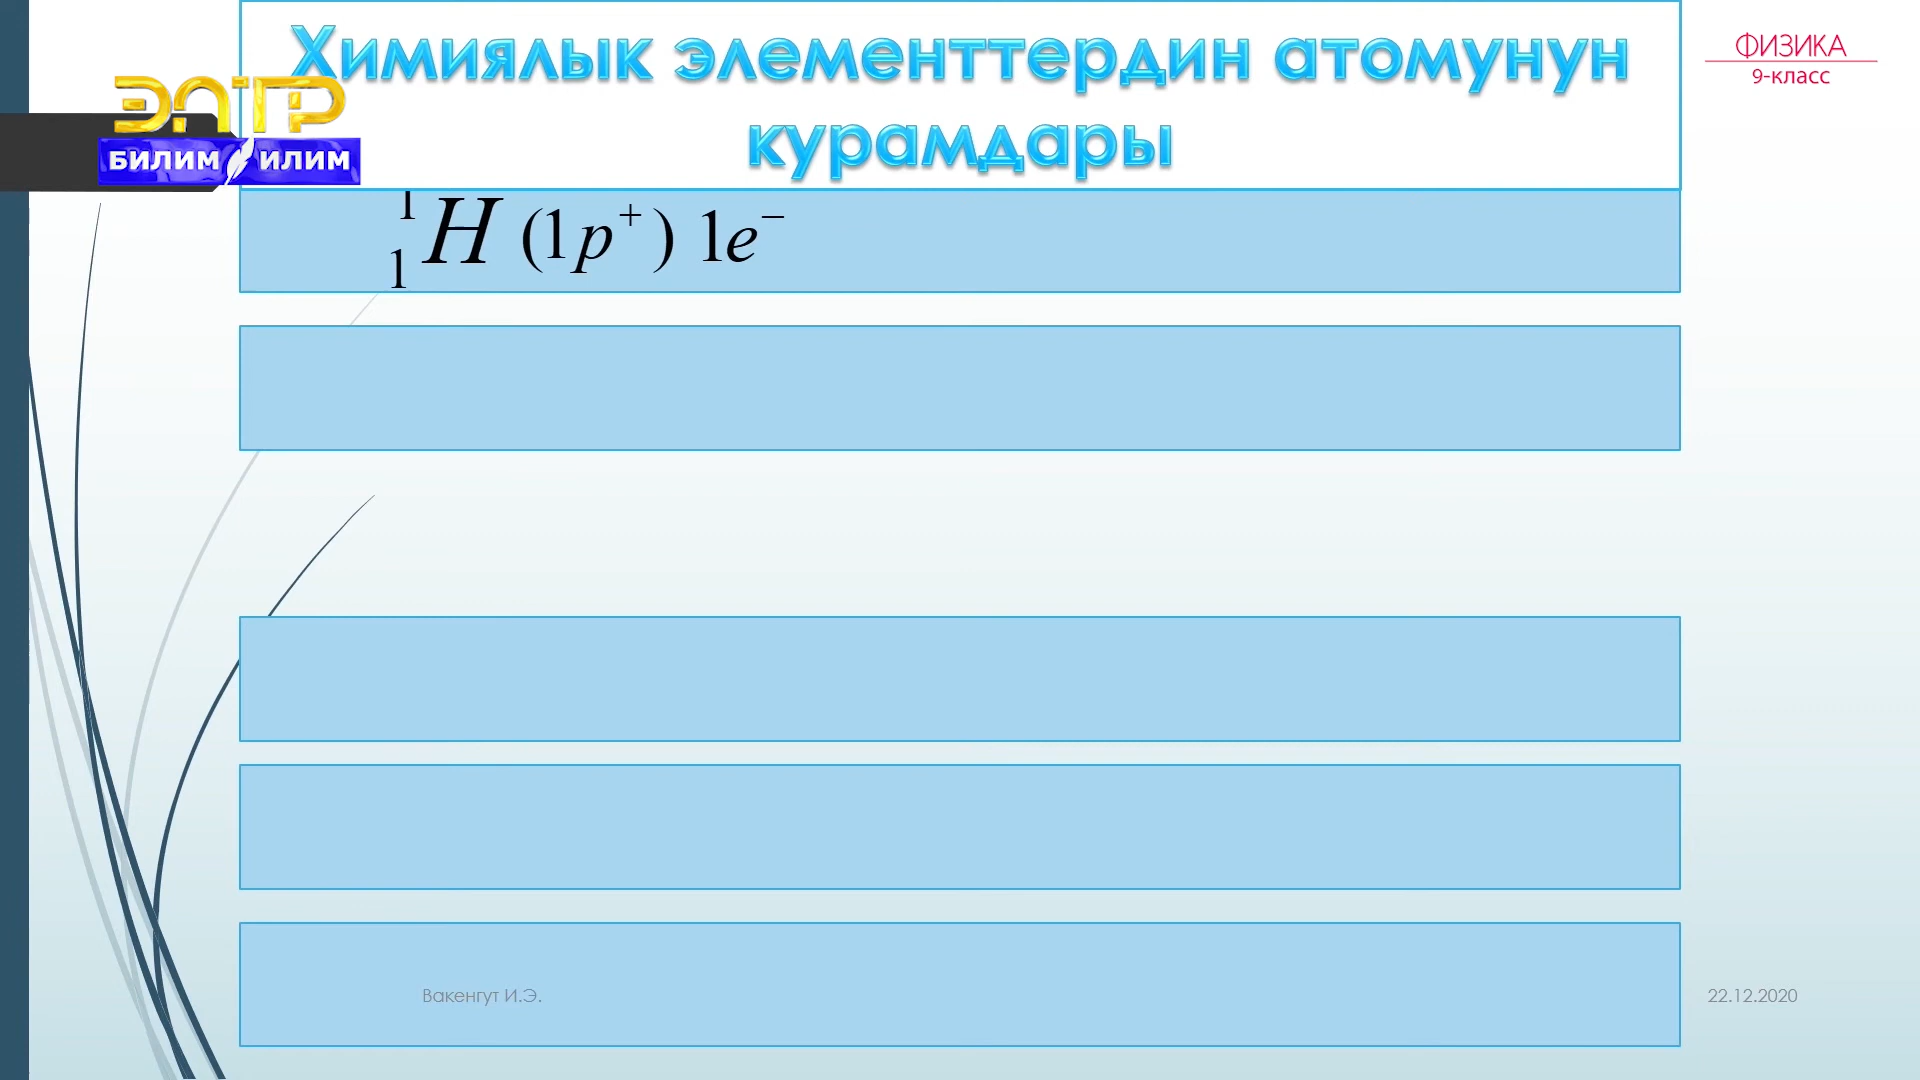 Химиялык элементтердин атомунун
курамдары
ФИЗИКА
9-класс
ЭЛТР
БИЛИМ ИЛИМ
¹₁H (1p⁺) 1e⁻
Вакенгут И.Э.
22.12.2020